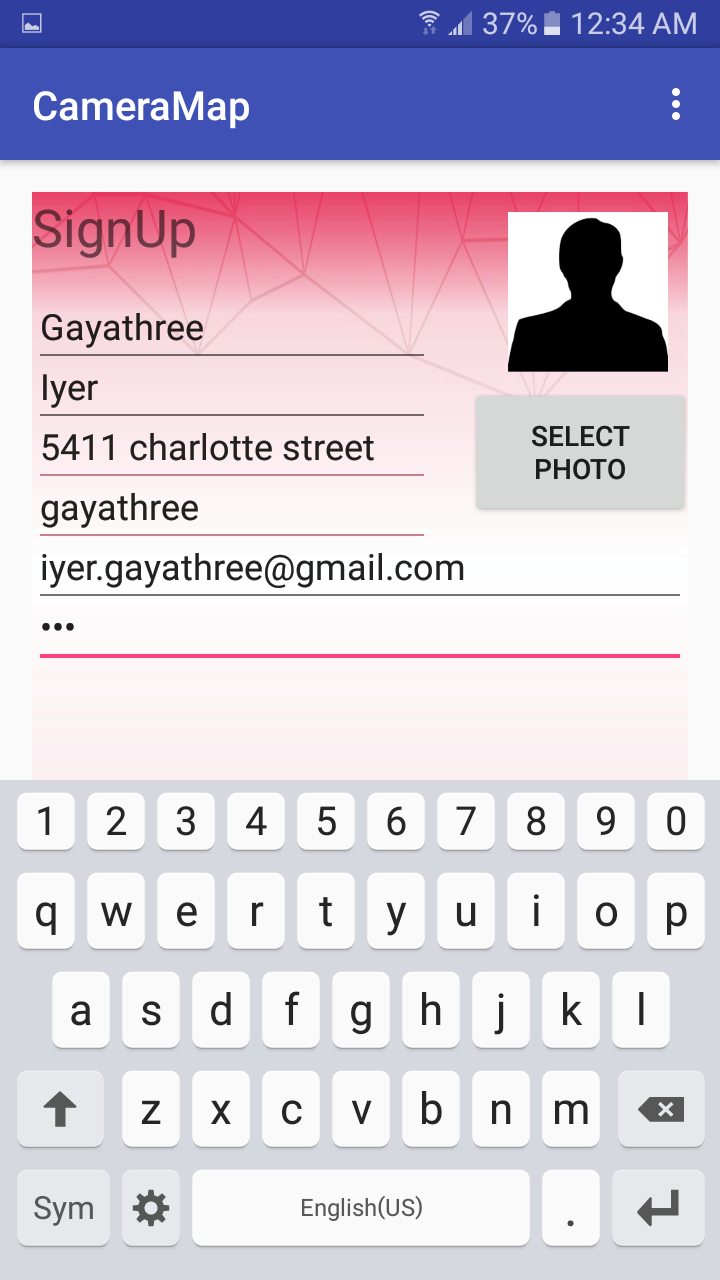 37% 12:34 AM
CameraMap
SignUp
Gayathree
Iyer
5411 charlotte street
gayathree
iyer.gayathree@gmail.com
•••
SELECT
PHOTO
1 2 3 4 5 6 7 8 9 0
q w e r t y u i o p
a s d f g h j k l
z x c v b n m
Sym English(US) .